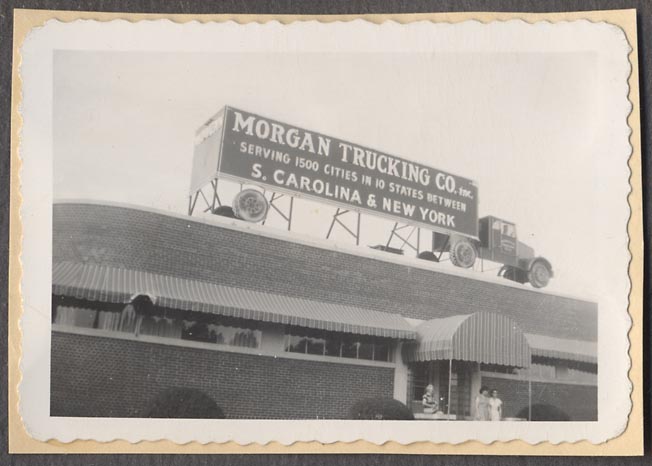 MORGAN TRUCKING CO. Inc.
SERVING 1500 CITIES IN 10 STATES BETWEEN
S. CAROLINA & NEW YORK